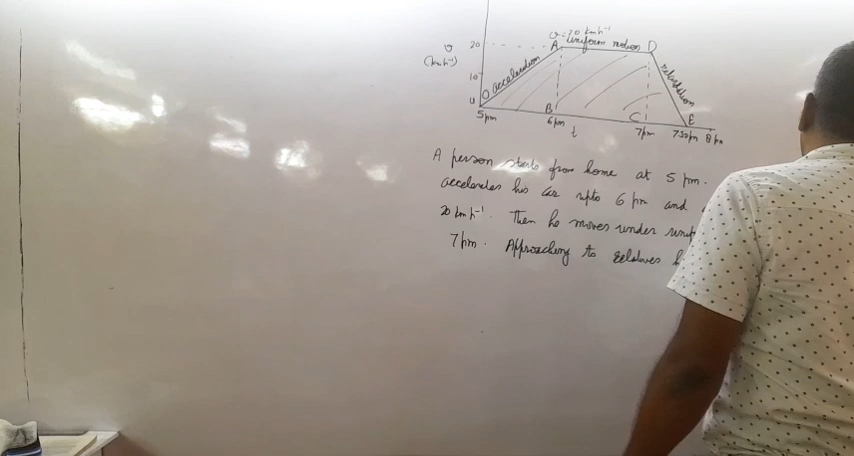 v = 20 km h⁻¹
A uniform motion D
20
v
(km h⁻¹)
acceleration
retardation
10
0 O
B C E
5 pm 6 pm t 7 pm 7 30 pm 8 pm
A person starts from home at 5 pm.
accelerates his car upto 6 pm and
20 km h⁻¹. Then he moves under
7 pm. Approaching to